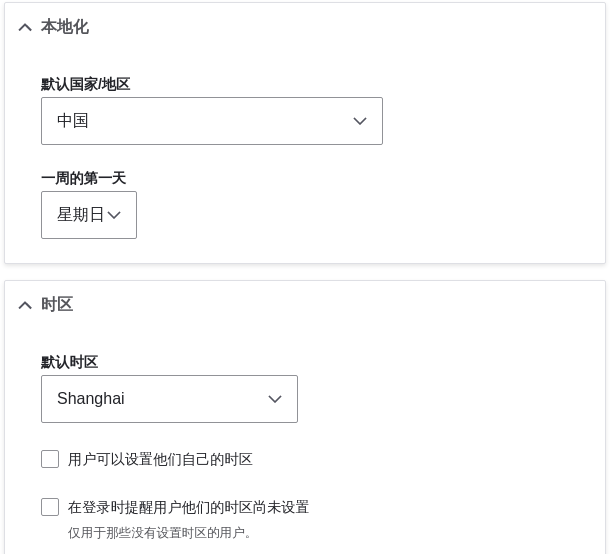 本地化
默认国家/地区
中国
一周的第一天
星期日
时区
默认时区
Shanghai
用户可以设置他们自己的时区
在登录时提醒用户他们的时区尚未设置
仅用于那些没有设置时区的用户。